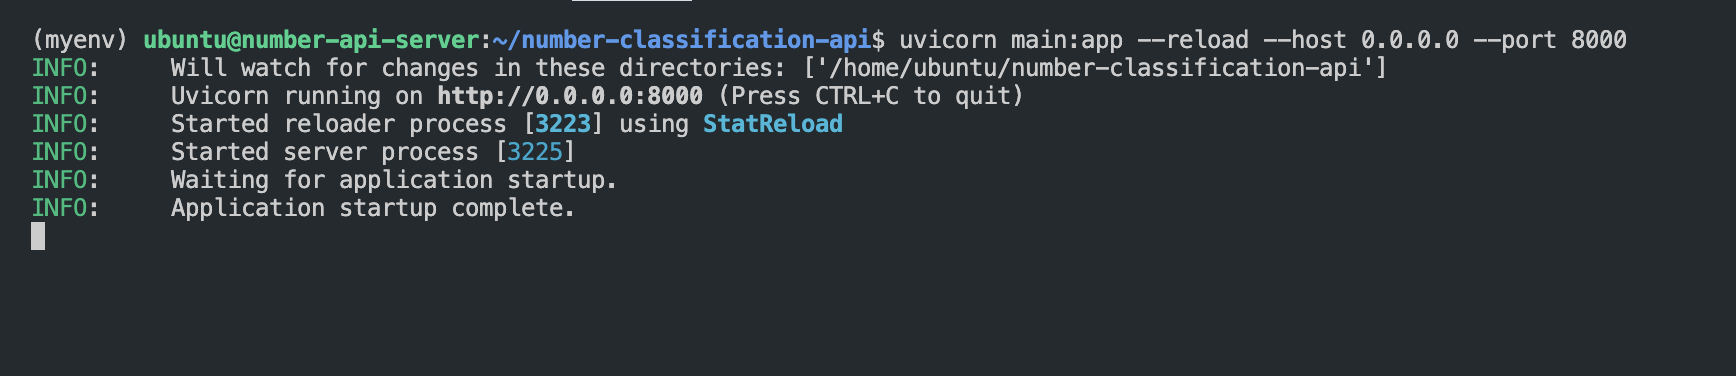 (myenv) ubuntu@number-api-server:~/number-classification-api$ uvicorn main:app --reload --host 0.0.0.0 --port 8000
INFO:     Will watch for changes in these directories: ['/home/ubuntu/number-classification-api']
INFO:     Uvicorn running on http://0.0.0.0:8000 (Press CTRL+C to quit)
INFO:     Started reloader process [3223] using StatReload
INFO:     Started server process [3225]
INFO:     Waiting for application startup.
INFO:     Application startup complete.